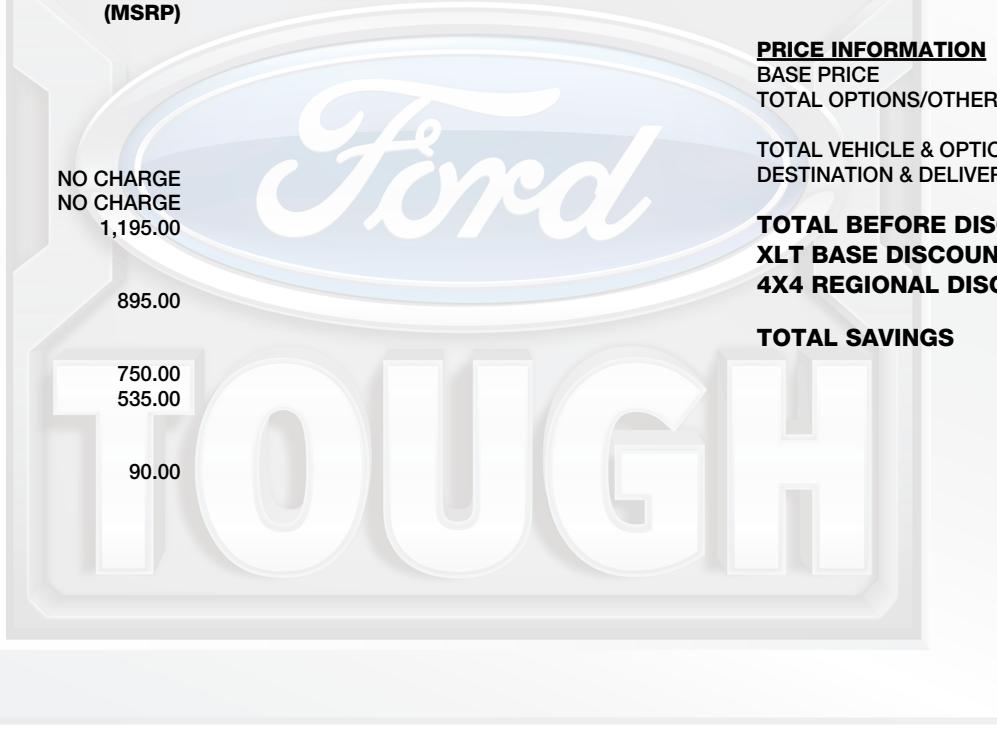 (MSRP)
NO CHARGE
NO CHARGE
1,195.00
895.00
750.00
535.00
90.00
Ford
TOUGH
PRICE INFORMATION
BASE PRICE
TOTAL OPTIONS/OTHER
TOTAL VEHICLE & OPTIO
DESTINATION & DELIVER
TOTAL BEFORE DISC
XLT BASE DISCOUN
4X4 REGIONAL DISC
TOTAL SAVINGS